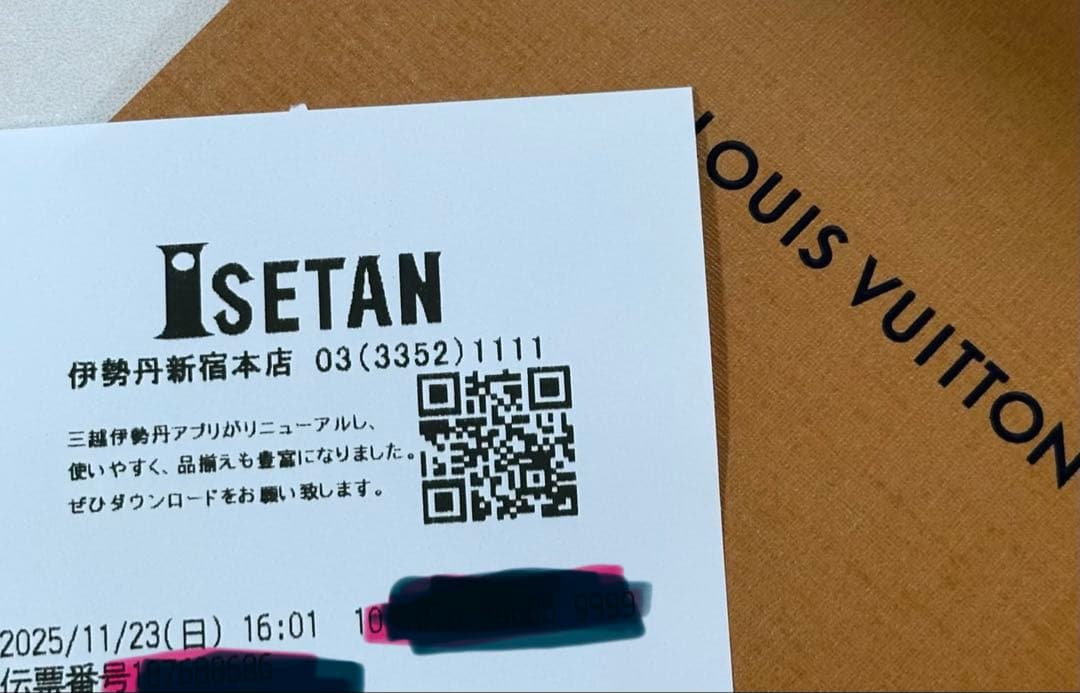 ISETAN
伊勢丹新宿本店 03(3352)1111
三越伊勢丹アプリがリニューアルし、
使いやすく、品揃えも豊富になりました。
ぜひダウンロードをお願い致します。
2025/11/23(日) 16:01 10 9999
伝票番号
LOUIS VUITTON